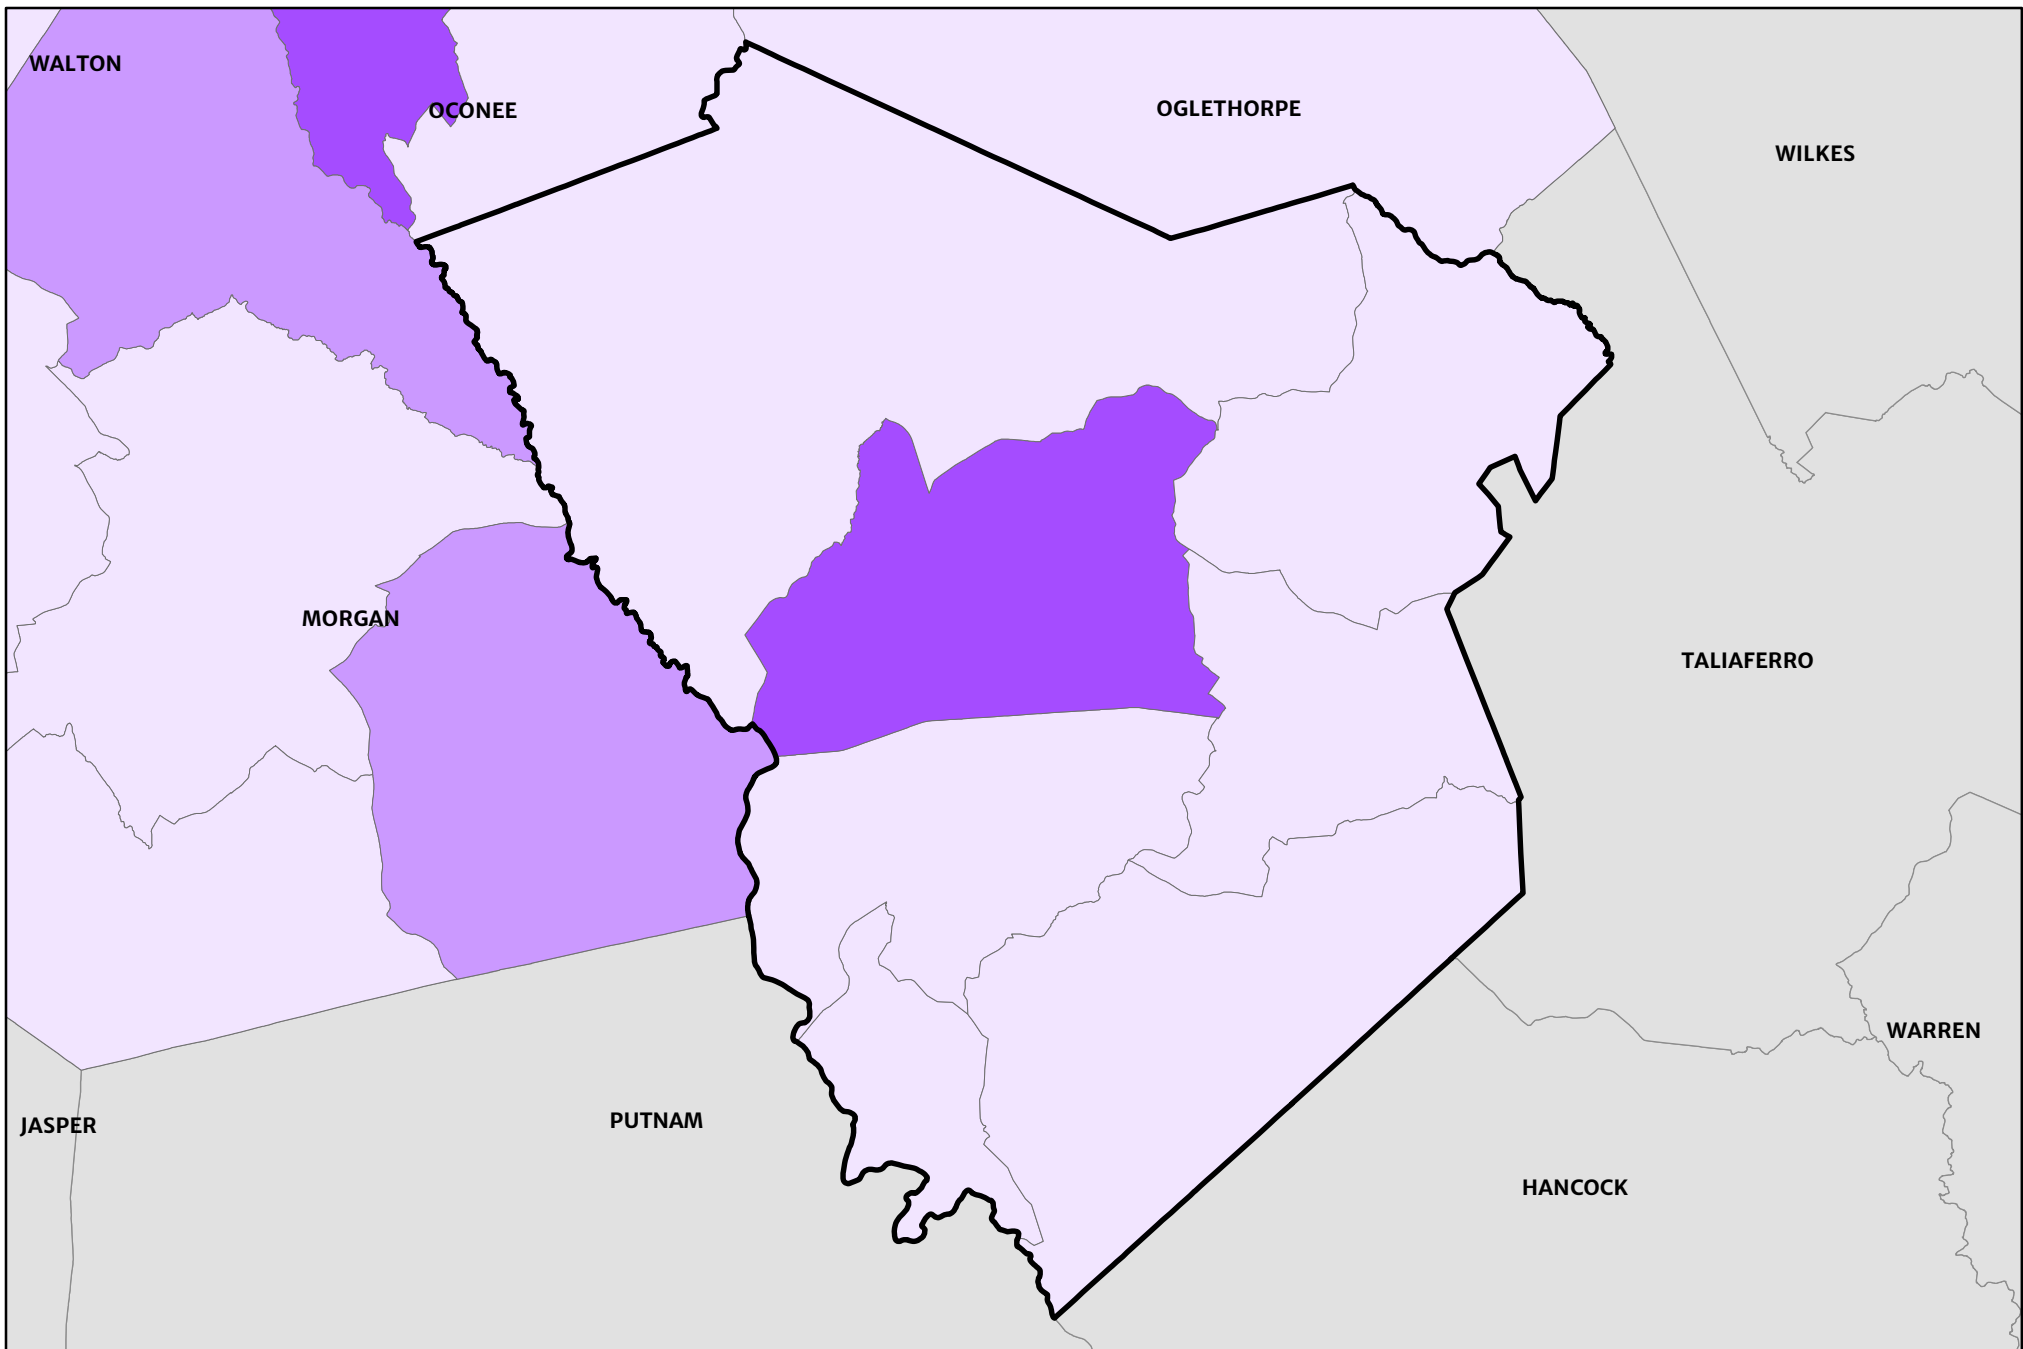 WALTON
OCONEE
OGLETHORPE
WILKES
MORGAN
TALIAFERRO
WARREN
JASPER
PUTNAM
HANCOCK